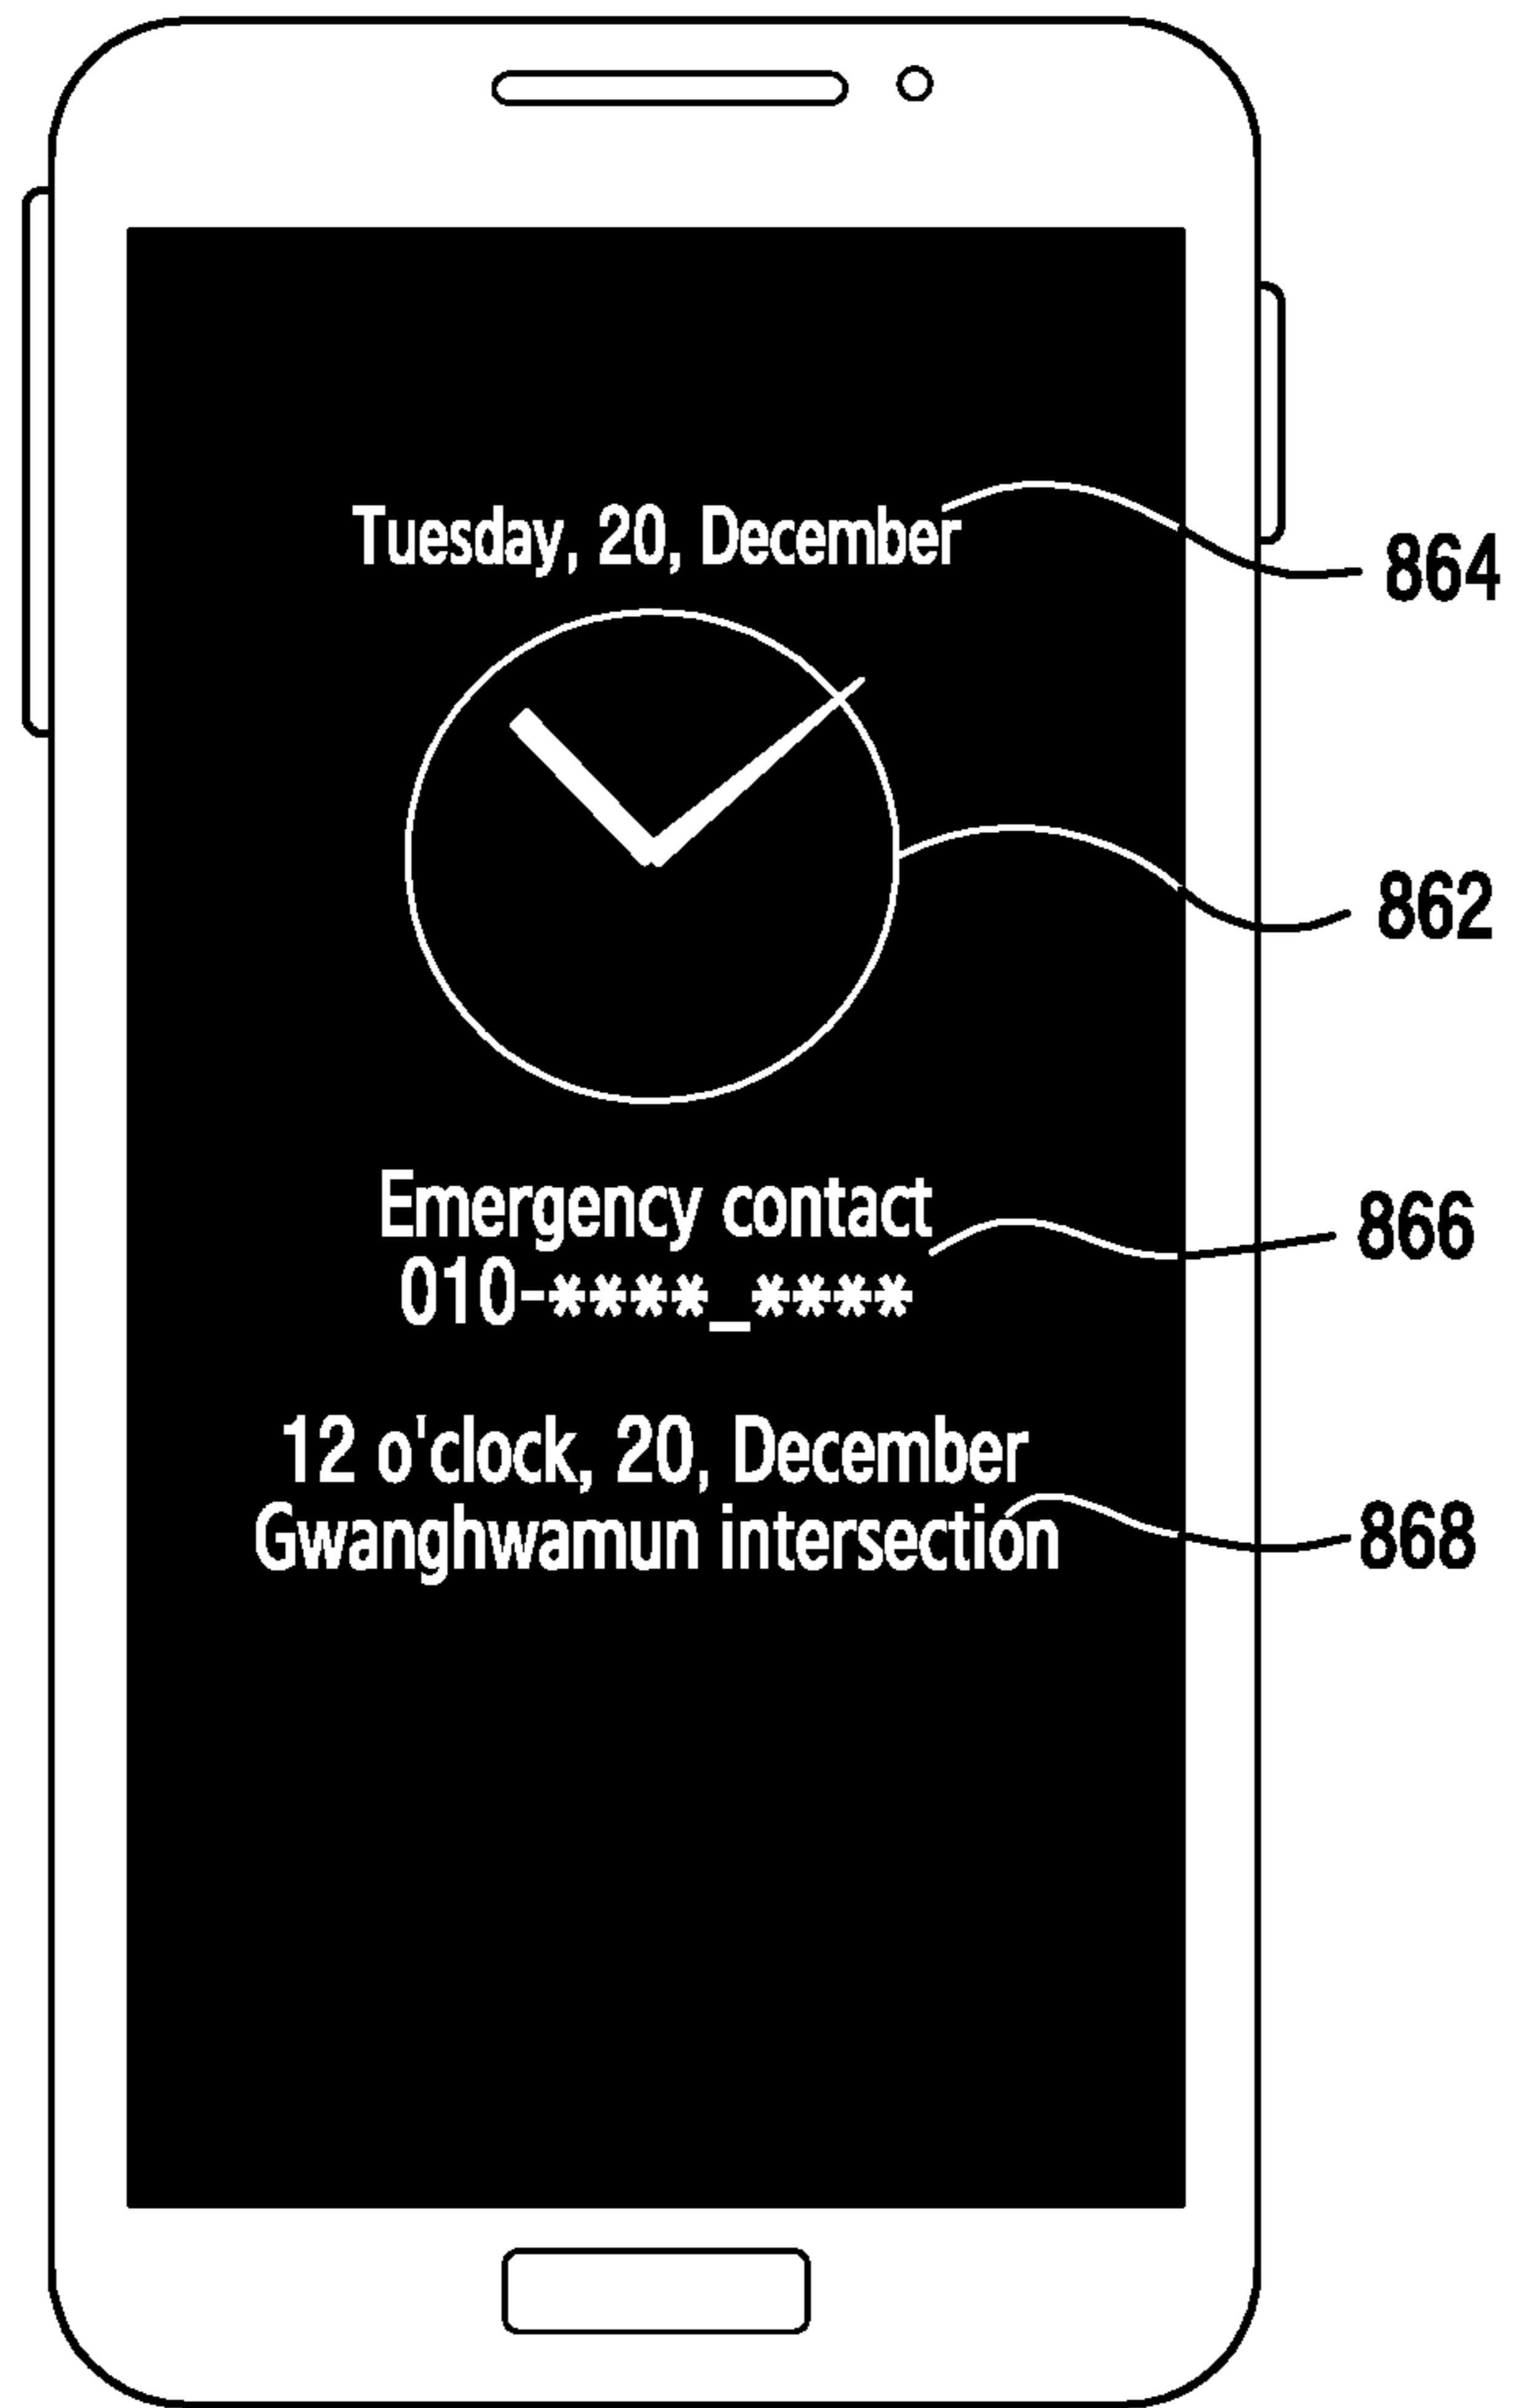 Tuesday, 20, December
864
862
Emergency contact
866
010-****_****
12 o'clock, 20, December
Gwanghwamun intersection
868